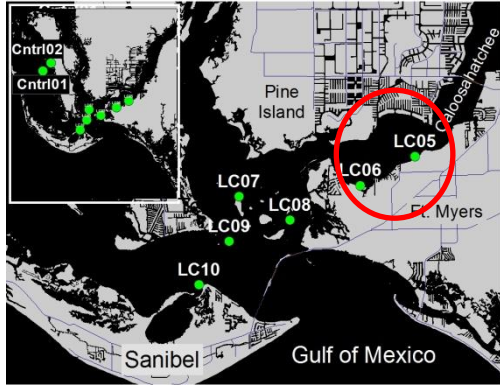 Cntrl02
Cntrl01
Pine
Island
Caloosahatchee
LC05
LC06
LC07
LC08
Ft. Myers
LC09
LC10
Sanibel
Gulf of Mexico